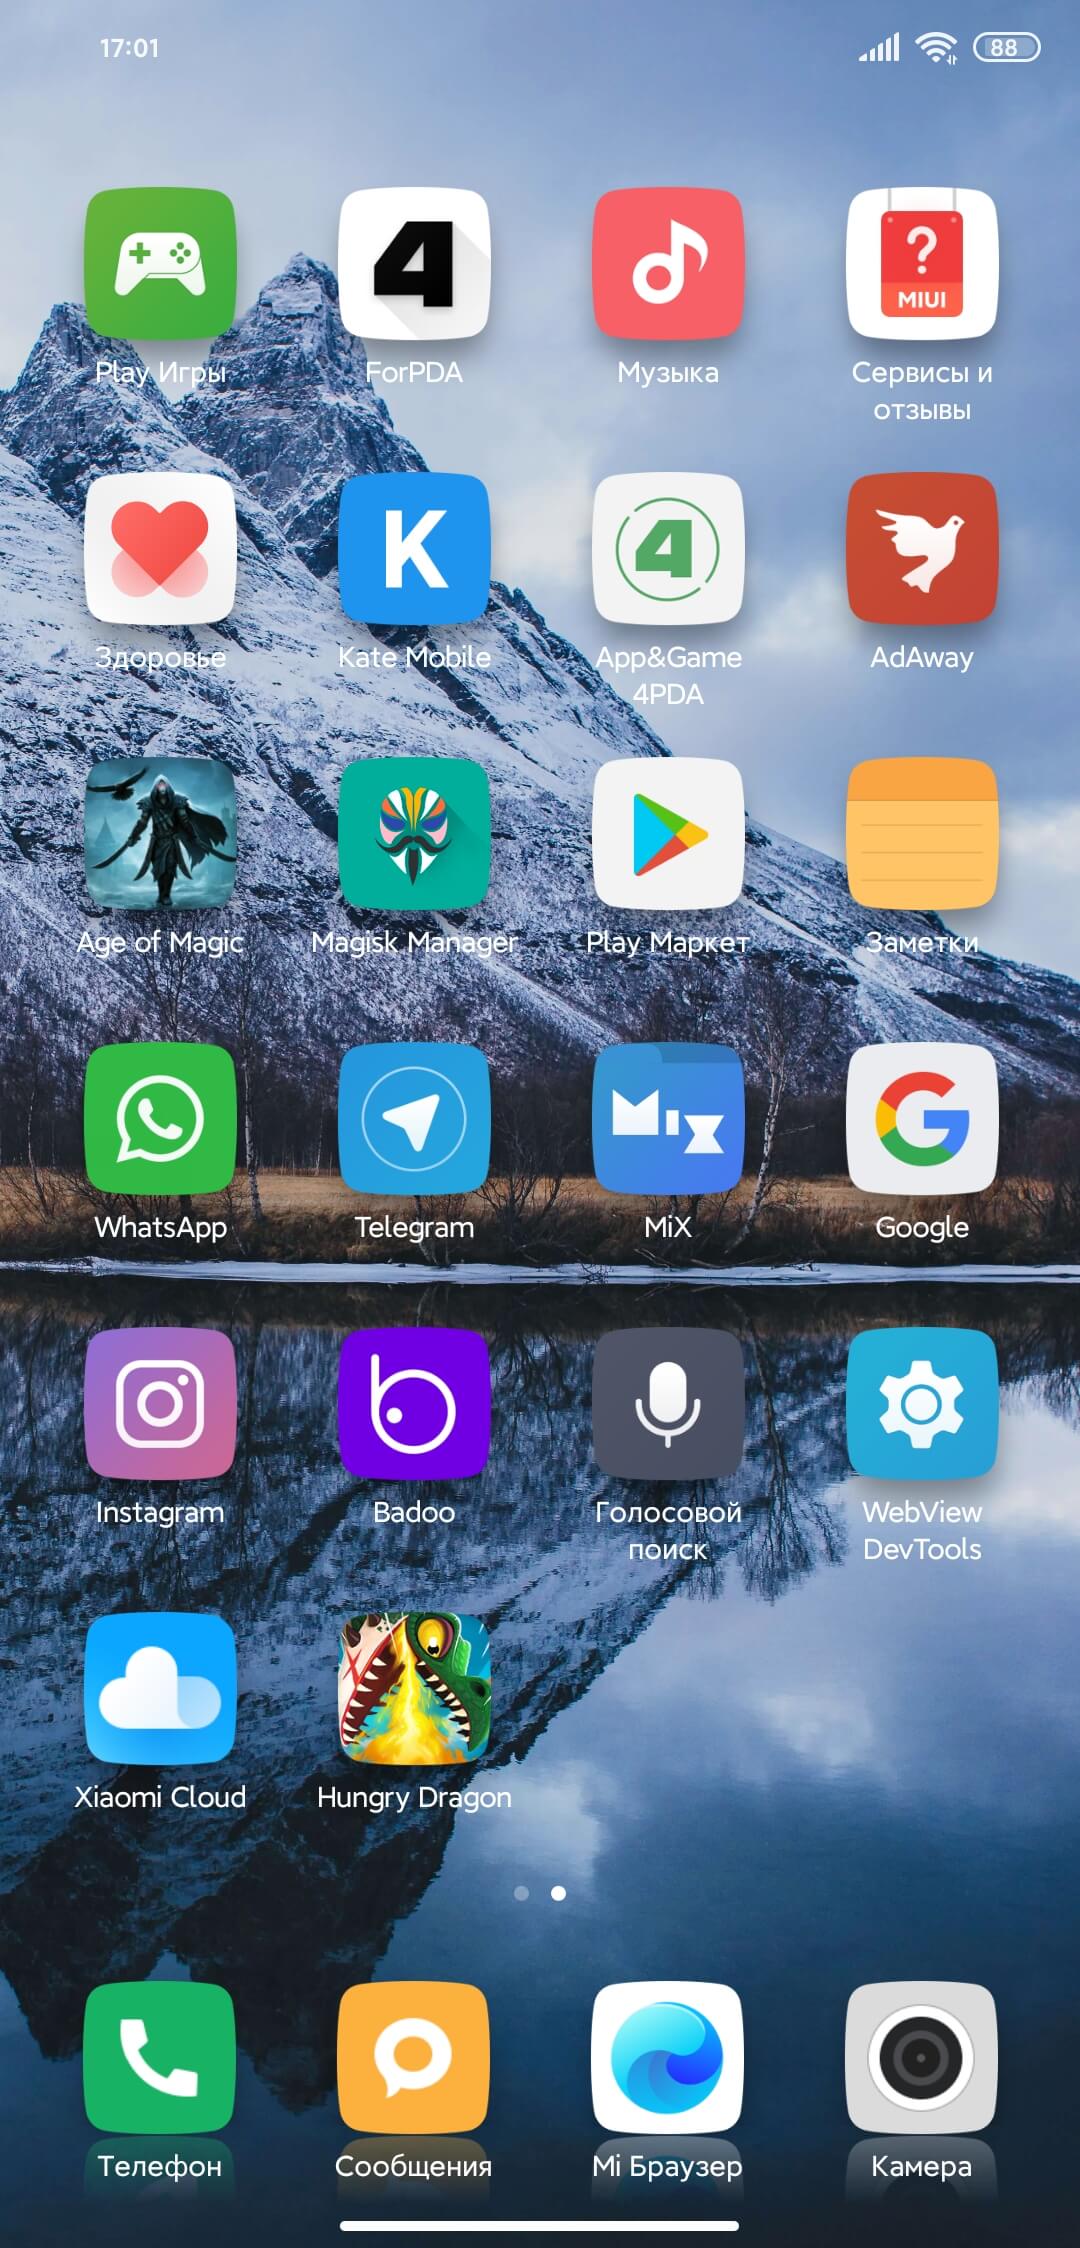 17:01
88
MIUI
Play Игры
ForPDA
Музыка
Сервисы и
отзывы
Здоровье
Kate Mobile
App&Game
4PDA
AdAway
Age of Magic
Magisk Manager
Play Маркет
Заметки
MiX
WhatsApp
Telegram
MiX
Google
Instagram
Badoo
Голосовой
поиск
WebView
DevTools
Xiaomi Cloud
Hungry Dragon
Телефон
Сообщения
Mi Браузер
Камера